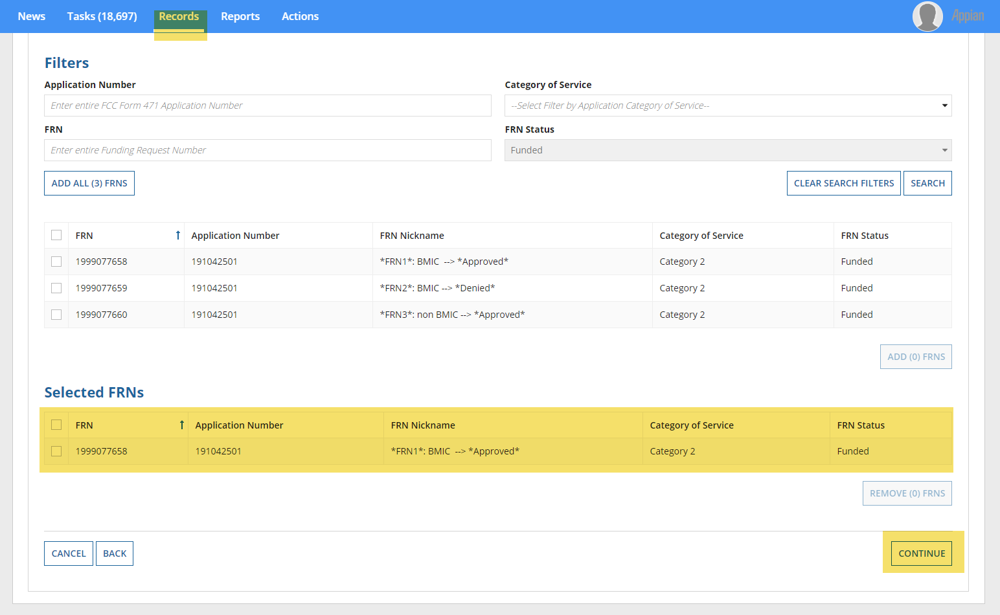 News Tasks (18,697) Records Reports Actions Appian
Filters
Application Number Category of Service
Enter entire FCC Form 471 Application Number --Select Filter by Application Category of Service--
FRN FRN Status
Enter entire Funding Request Number Funded
ADD ALL (3) FRNS CLEAR SEARCH FILTERS SEARCH
FRN Application Number FRN Nickname Category of Service FRN Status
1999077658 191042501 *FRN1*: BMIC --> *Approved* Category 2 Funded
1999077659 191042501 *FRN2*: BMIC --> *Denied* Category 2 Funded
1999077660 191042501 *FRN3*: non BMIC --> *Approved* Category 2 Funded
ADD (0) FRNS
Selected FRNs
FRN Application Number FRN Nickname Category of Service FRN Status
1999077658 191042501 *FRN1*: BMIC --> *Approved* Category 2 Funded
REMOVE (0) FRNS
CANCEL BACK CONTINUE